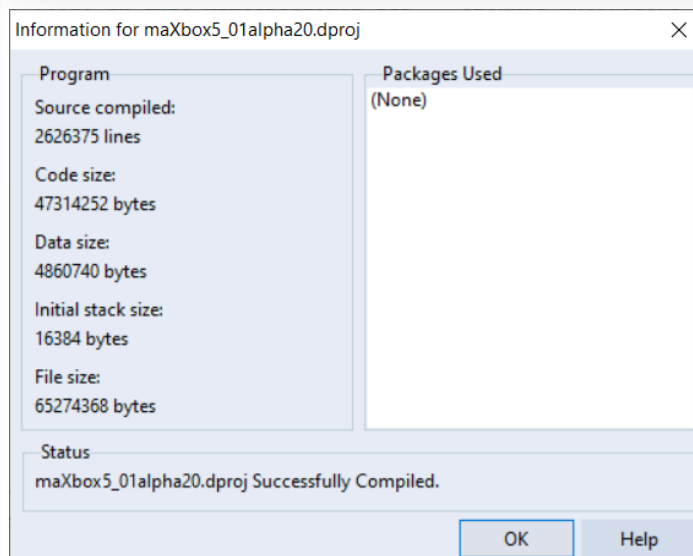 Information for maXbox5_01alpha20.dproj
Program
Source compiled:
2626375 lines
Code size:
47314252 bytes
Data size:
4860740 bytes
Initial stack size:
16384 bytes
File size:
65274368 bytes
Packages Used
(None)
Status
maXbox5_01alpha20.dproj Successfully Compiled.
OK
Help